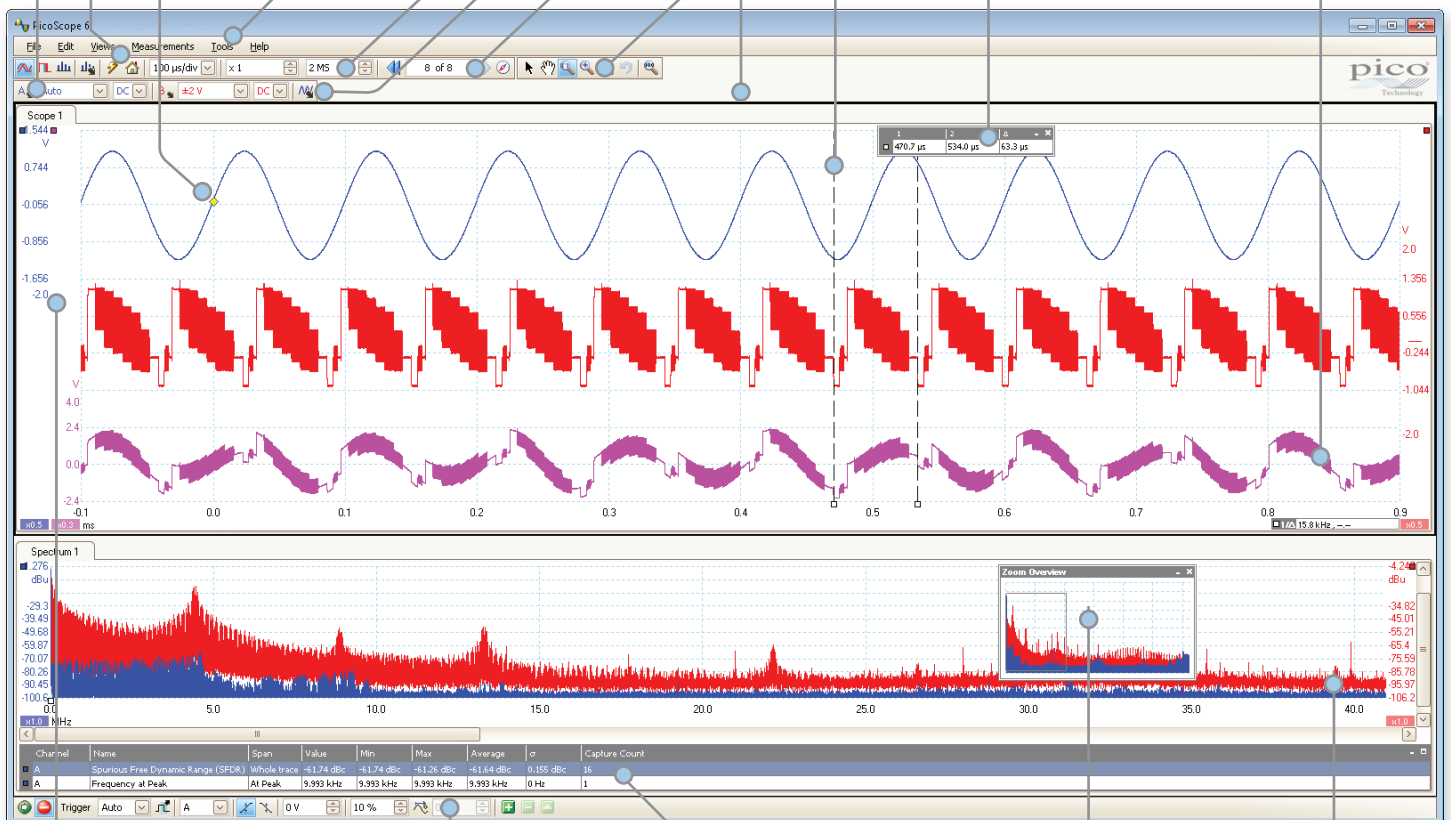 PicoScope 6
File Edit Views Measurements Tools Help
100 µs/div x 1 2 MS 8 of 8
A Auto DC B ±2 V DC
pico
Technology
Scope 1
1 2 Δ
470.7 µs 534.0 µs 63.3 µs
.544
V
0.744
-0.056
-0.856
-1.656
-2.0
V
2.0
1.356
0.556
-0.244
-1.044
-2.0
V
4.0
2.4
0.0
-2.4
-0.1 0.0 0.1 0.2 0.3 0.4 0.5 0.6 0.7 0.8 0.9
x0.5 x0.3 ms 1/Δ 15.8 kHz , --.-- x0.5
Spectrum 1
.276
dBu
-29.3
-39.49
-49.68
-59.87
-70.07
-80.26
-90.45
-100.6
Zoom Overview
dBu
-34.82
-45.01
-55.21
-65.4
-75.59
-85.78
-95.97
-106.2
0.0 5.0 10.0 15.0 20.0 25.0 30.0 35.0 40.0
x1.0 MHz x1.0
Channel Name Span Value Min Max Average σ Capture Count
A Spurious Free Dynamic Range (SFDR) Whole trace -61.74 dBc -61.74 dBc -61.26 dBc -61.64 dBc 0.155 dBc 16
A Frequency at Peak At Peak 9.993 kHz 9.993 kHz 9.993 kHz 9.993 kHz 0 Hz 1
Trigger Auto A 0 V 10 %